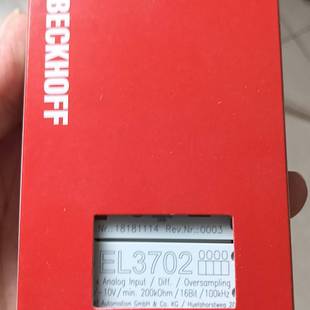 BECKHOFF
Nr.:18181114 Rev.Nr.:0003
EL3702 0000
Analog Input / Diff. / Oversampling
-10V/min. 200kOhm /16Bit/100kHz
Automation GmbH & Co. KG / Huelshorstweg 20